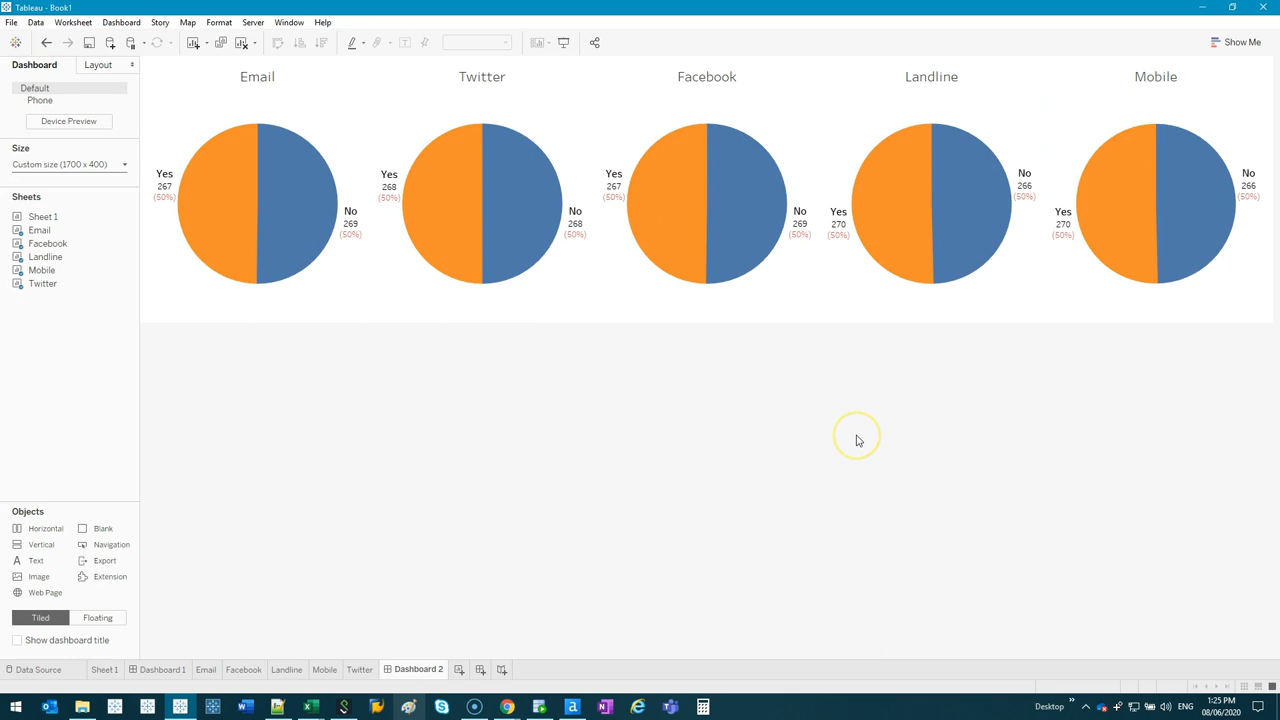 Tableau - Book1
File Data Worksheet Dashboard Story Map Format Server Window Help
Show Me
Dashboard Layout
Default
Phone
Device Preview
Size
Custom size (1700 x 400)
Sheets
Sheet 1
Email
Facebook
Landline
Mobile
Twitter
Email Twitter Facebook Landline Mobile
Yes
267
(50%)
No
269
(50%)
Yes
268
(50%)
No
268
(50%)
Yes
267
(50%)
No
269
(50%)
Yes
270
(50%)
No
266
(50%)
Yes
270
(50%)
No
266
(50%)
Objects
Horizontal Blank
Vertical Navigation
Text Export
Image Extension
Web Page
Tiled Floating
Show dashboard title
Data Source Sheet 1 Dashboard 1 Email Facebook Landline Mobile Twitter Dashboard 2
Desktop ENG
1:25 PM
08/06/2020